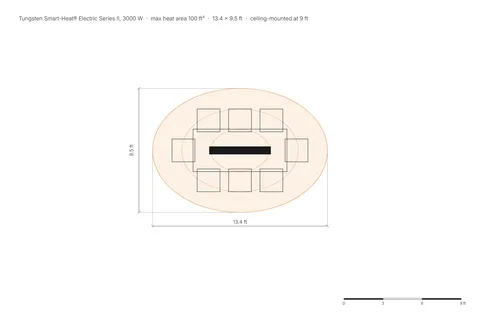 Tungsten Smart-Heat® Electric Series II, 3000 W · max heat area 100 ft² · 13.4 × 9.5 ft · ceiling-mounted at 9 ft
9.5 ft
13.4 ft
0 3 6 9 ft